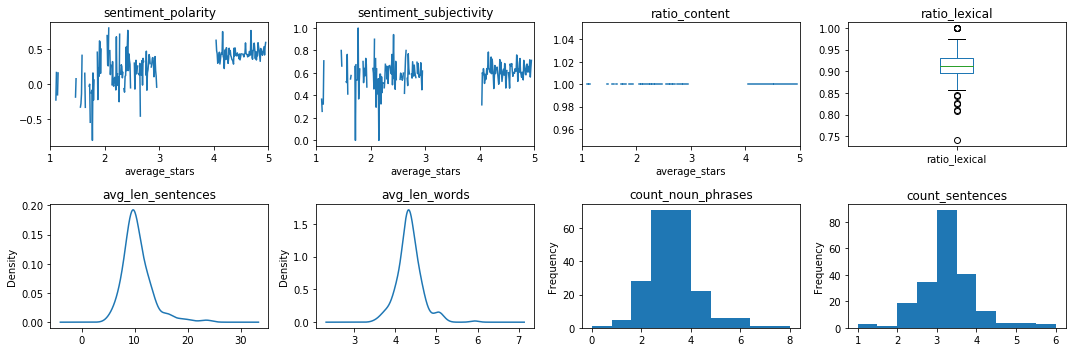 sentiment_polarity
0.5
0.0
−0.5
1 2 3 4 5
average_stars
sentiment_subjectivity
1.0
0.8
0.6
0.4
0.2
0.0
1 2 3 4 5
average_stars
ratio_content
1.04
1.02
1.00
0.98
0.96
1 2 3 4 5
average_stars
ratio_lexical
1.00
0.95
0.90
0.85
0.80
0.75
ratio_lexical
avg_len_sentences
Density
0.20
0.15
0.10
0.05
0.00
0 10 20 30
avg_len_words
Density
1.5
1.0
0.5
0.0
3 4 5 6 7
count_noun_phrases
Frequency
60
40
20
0
0 2 4 6 8
count_sentences
Frequency
80
60
40
20
0
1 2 3 4 5 6